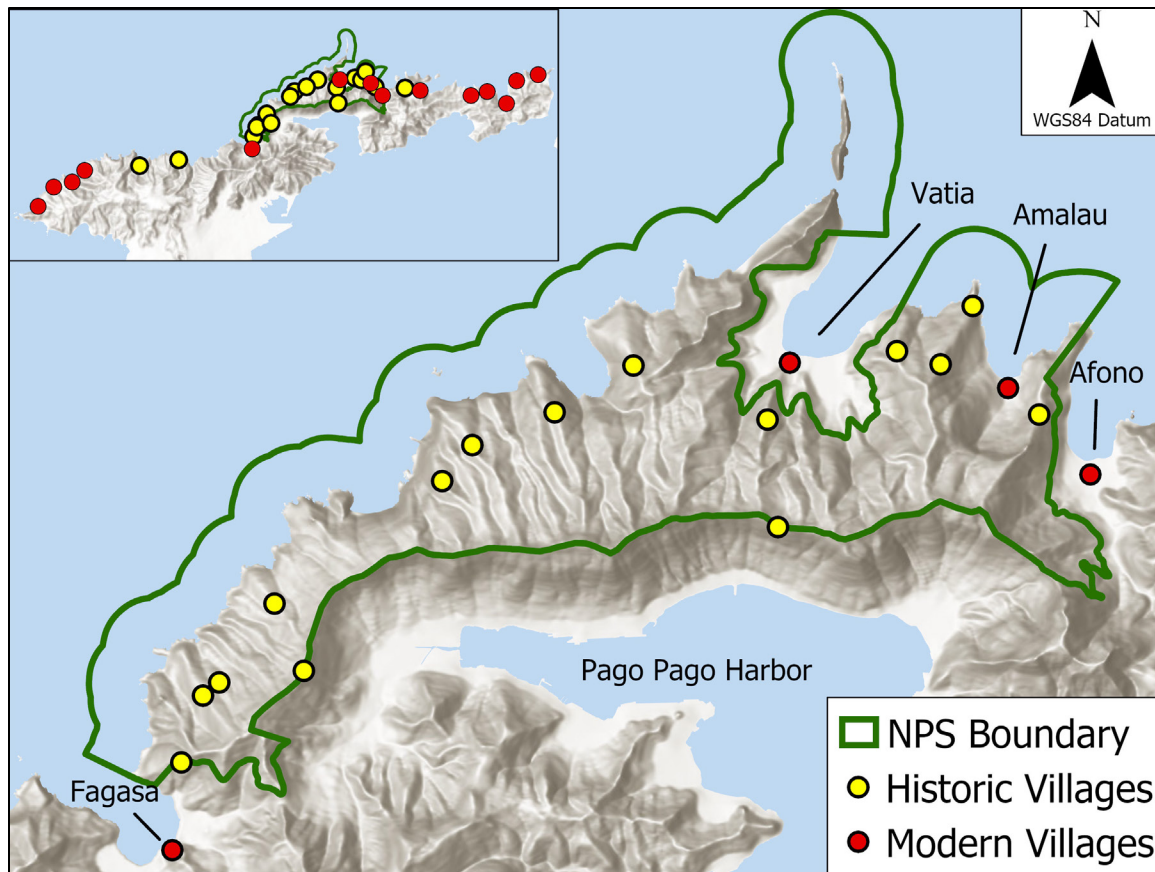 N
WGS84 Datum
Vatia
Amalau
Afono
Pago Pago Harbor
Fagasa
NPS Boundary
Historic Villages
Modern Villages